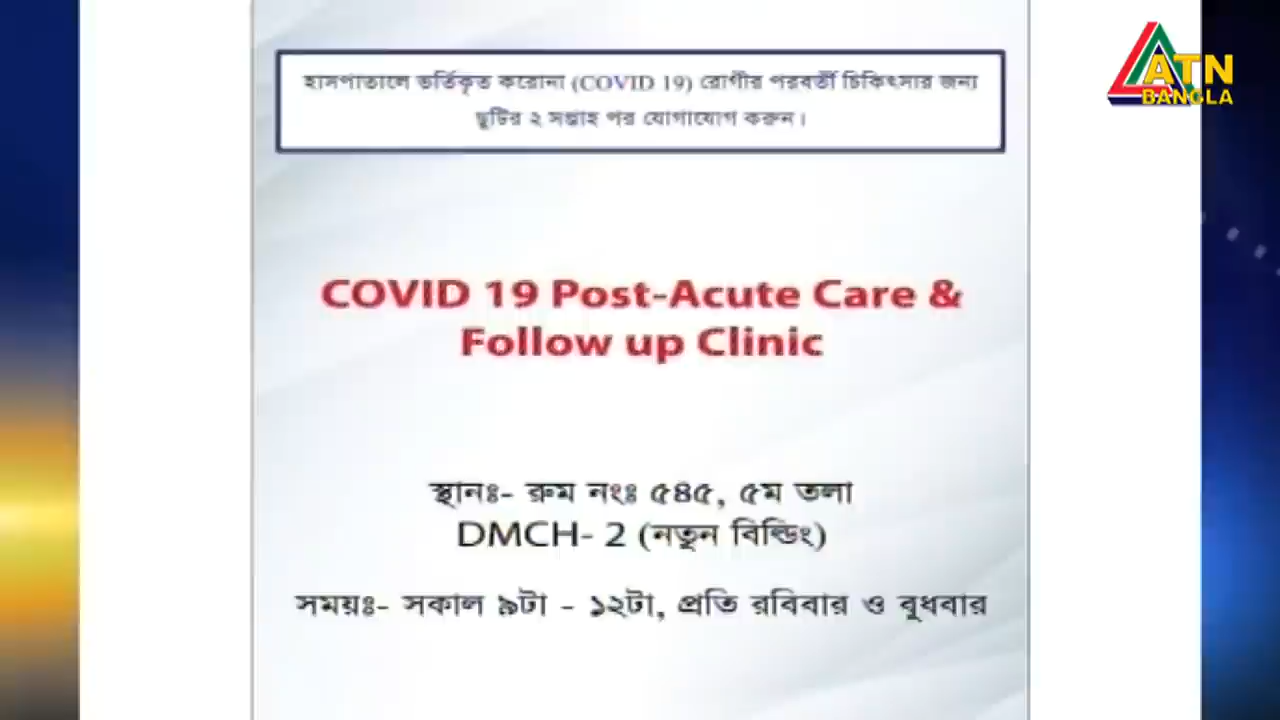 হাসপাতালে ভর্তিকৃত করোনা (COVID 19) রোগীর পরবর্তী চিকিৎসার জন্য
ছুটির ২ সপ্তাহ পর যোগাযোগ করুন।
ATN
BANGLA
COVID 19 Post-Acute Care &
Follow up Clinic
স্থানঃ- রুম নংঃ ৫৪৫, ৫ম তলা
DMCH- 2 (নতুন বিল্ডিং)
সময়ঃ- সকাল ৯টা - ১২টা, প্রতি রবিবার ও বুধবার